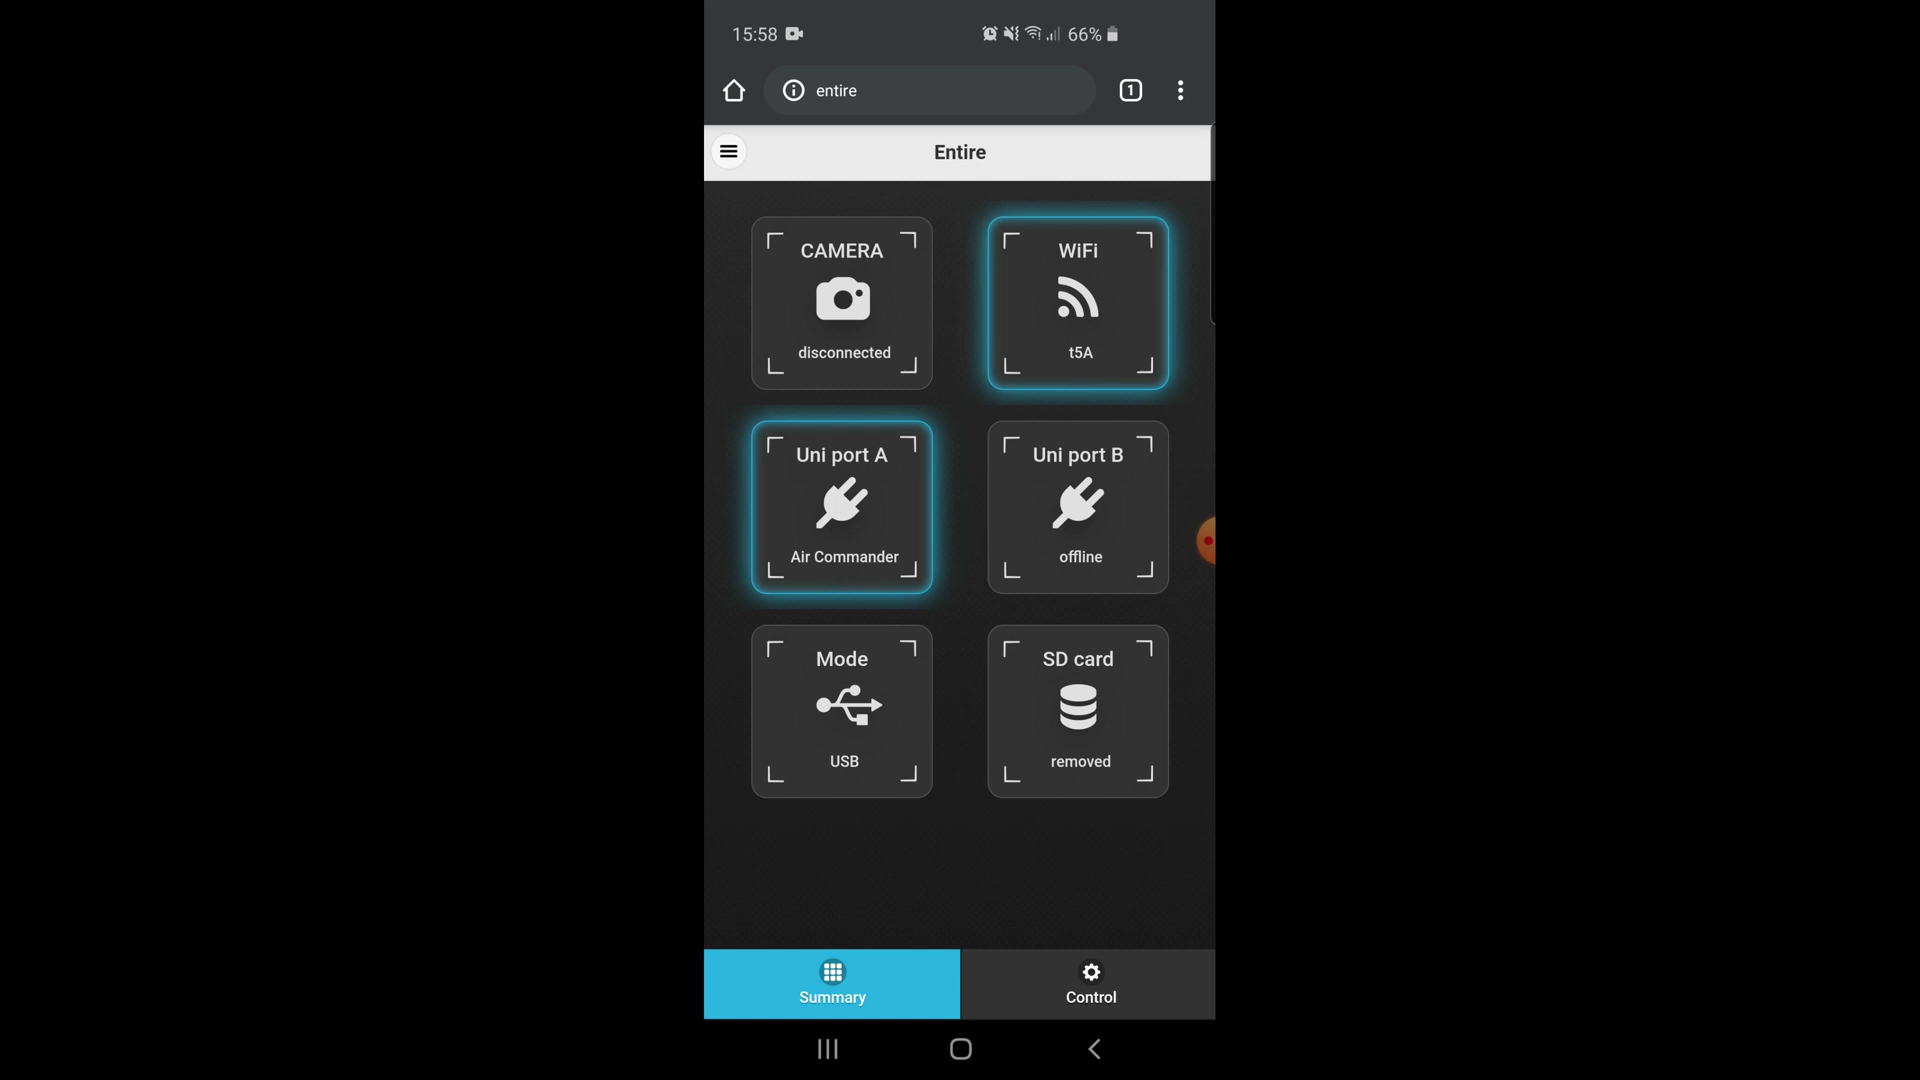 15:58 66%
entire 1
Entire
CAMERA
disconnected
WiFi
t5A
Uni port A
Air Commander
Uni port B
offline
Mode
USB
SD card
removed
Summary
Control